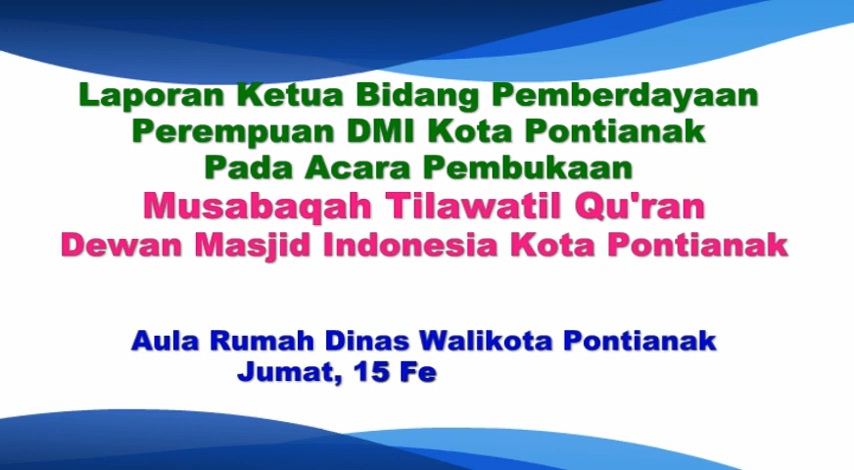 Laporan Ketua Bidang Pemberdayaan
Perempuan DMI Kota Pontianak
Pada Acara Pembukaan
Musabaqah Tilawatil Qu'ran
Dewan Masjid Indonesia Kota Pontianak
Aula Rumah Dinas Walikota Pontianak
Jumat, 15 Fe